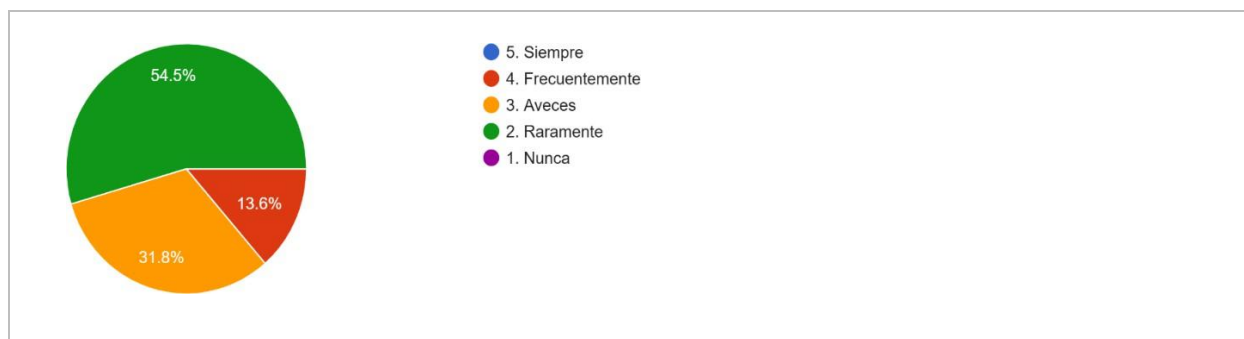 54.5%
13.6%
31.8%
5. Siempre
4. Frecuentemente
3. Aveces
2. Raramente
1. Nunca